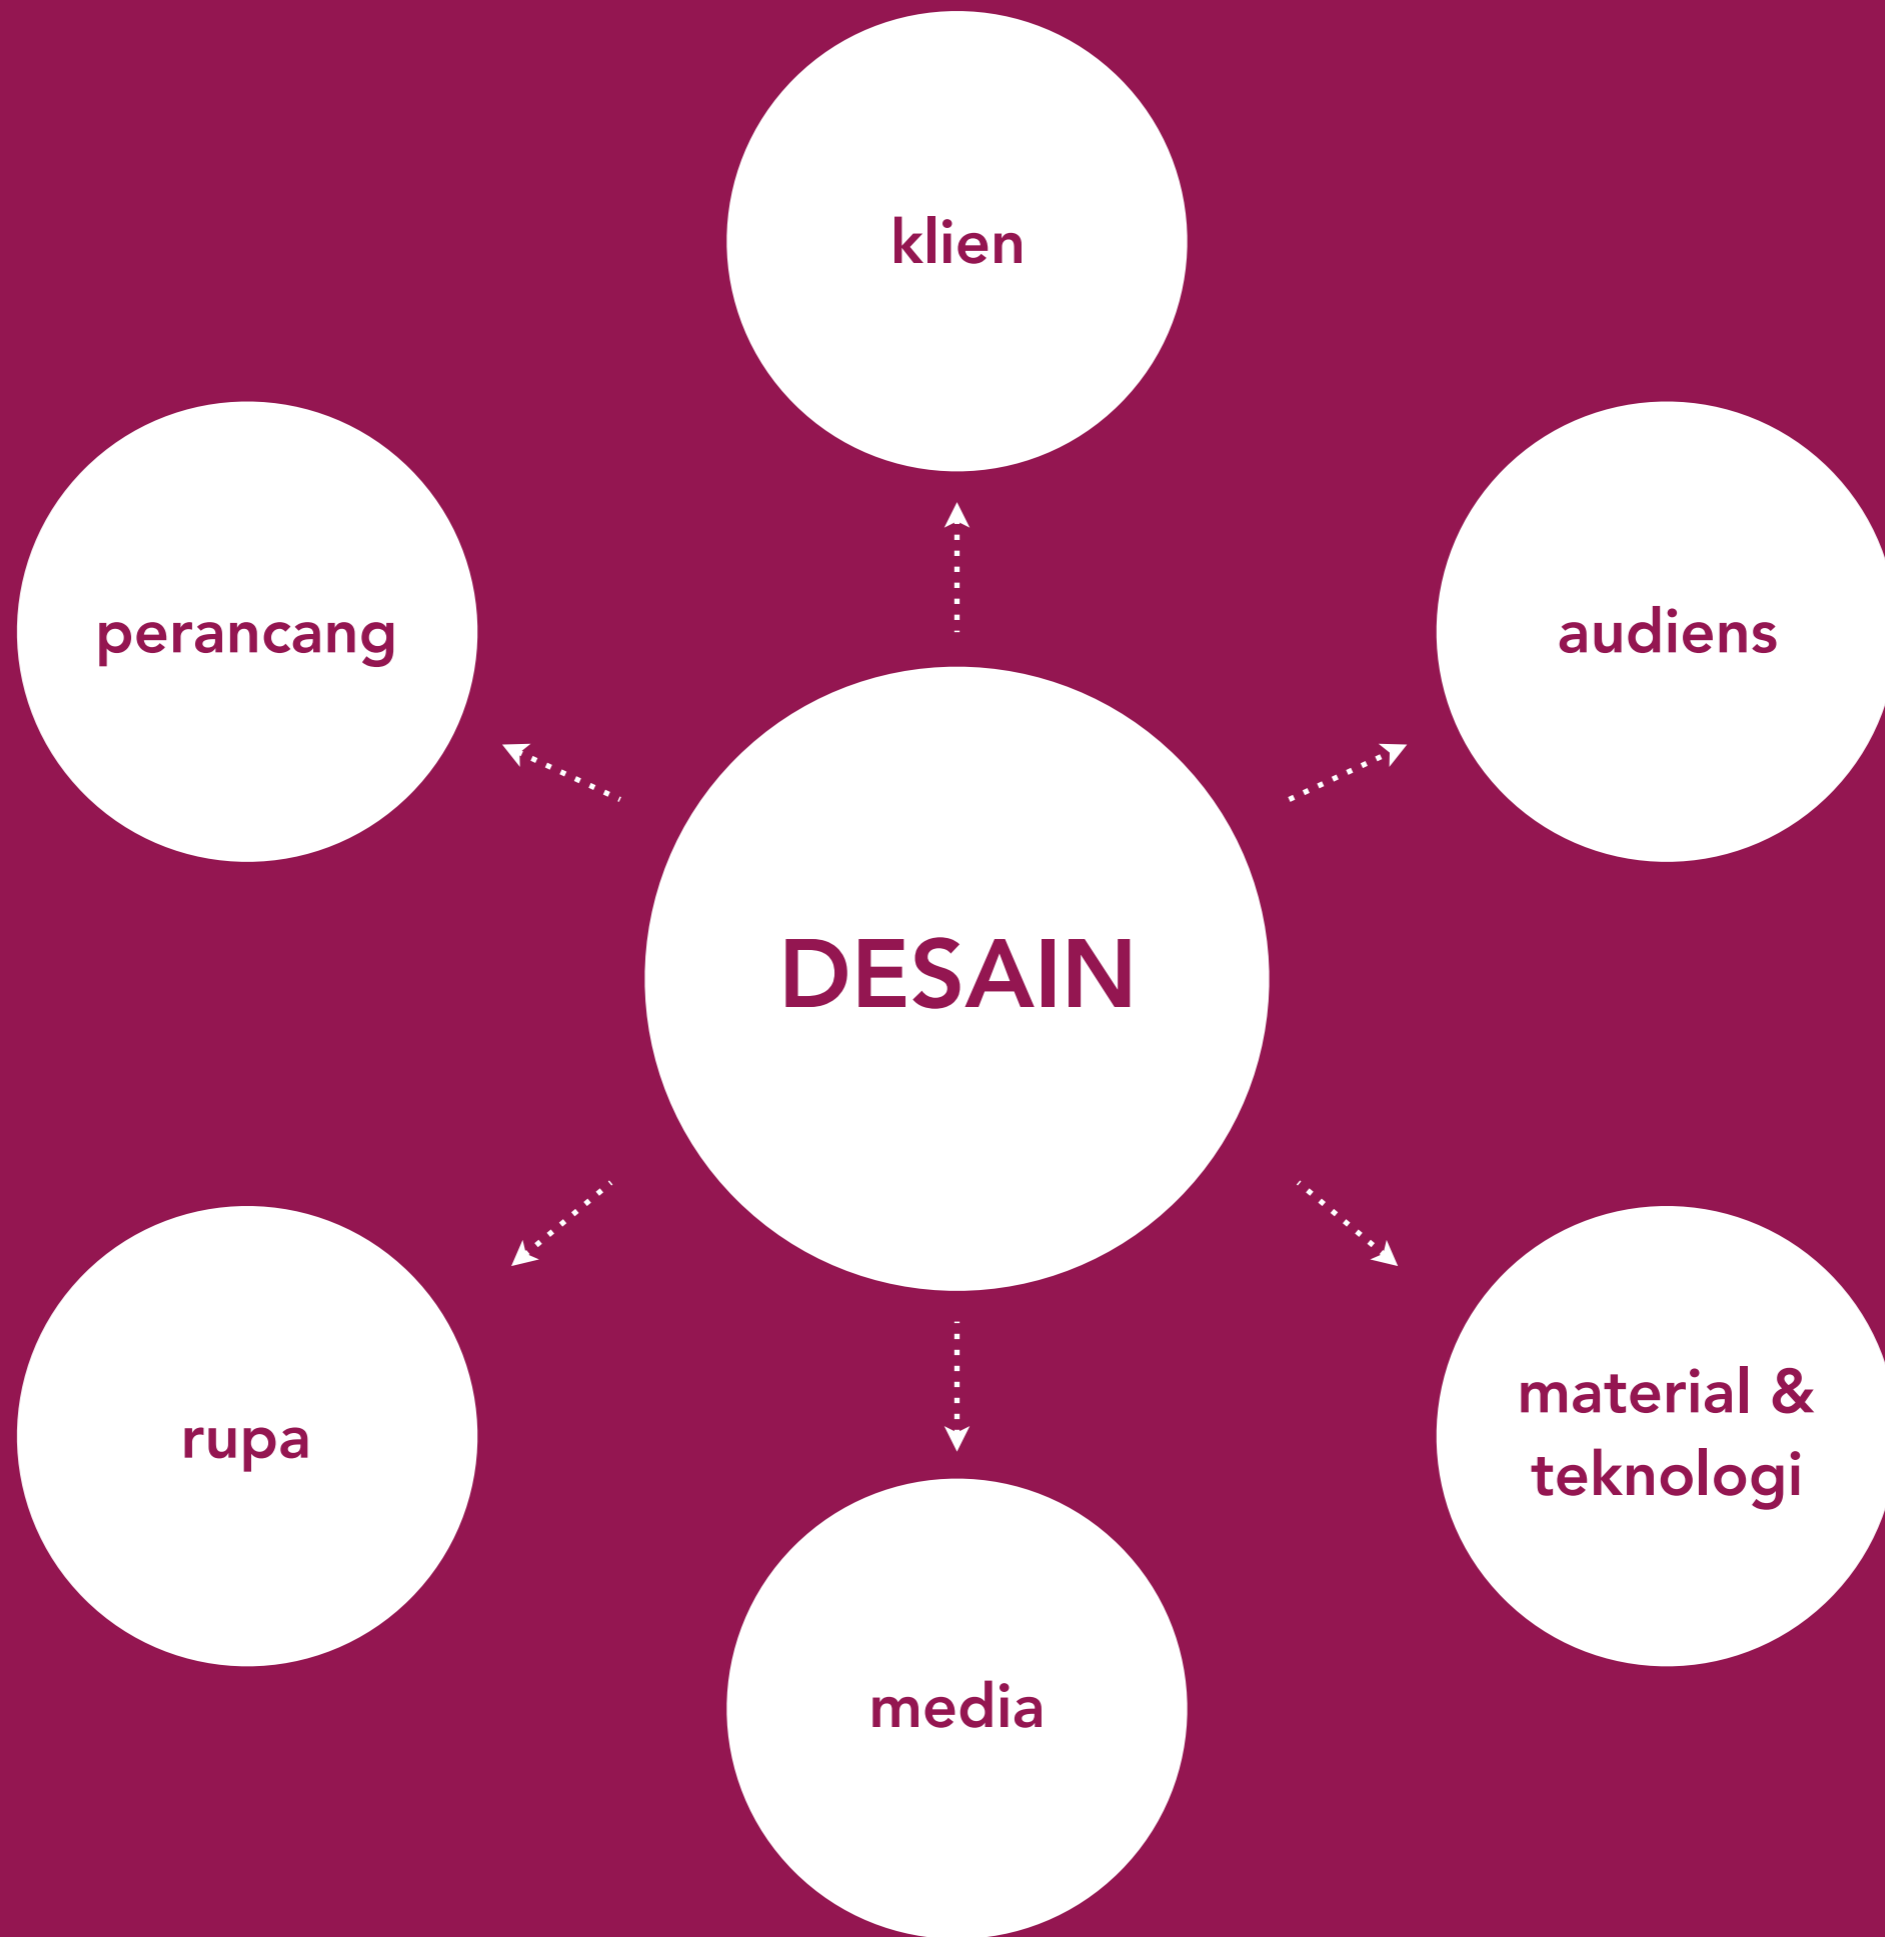 klien
perancang
audiens
DESAIN
rupa
material &
teknologi
media